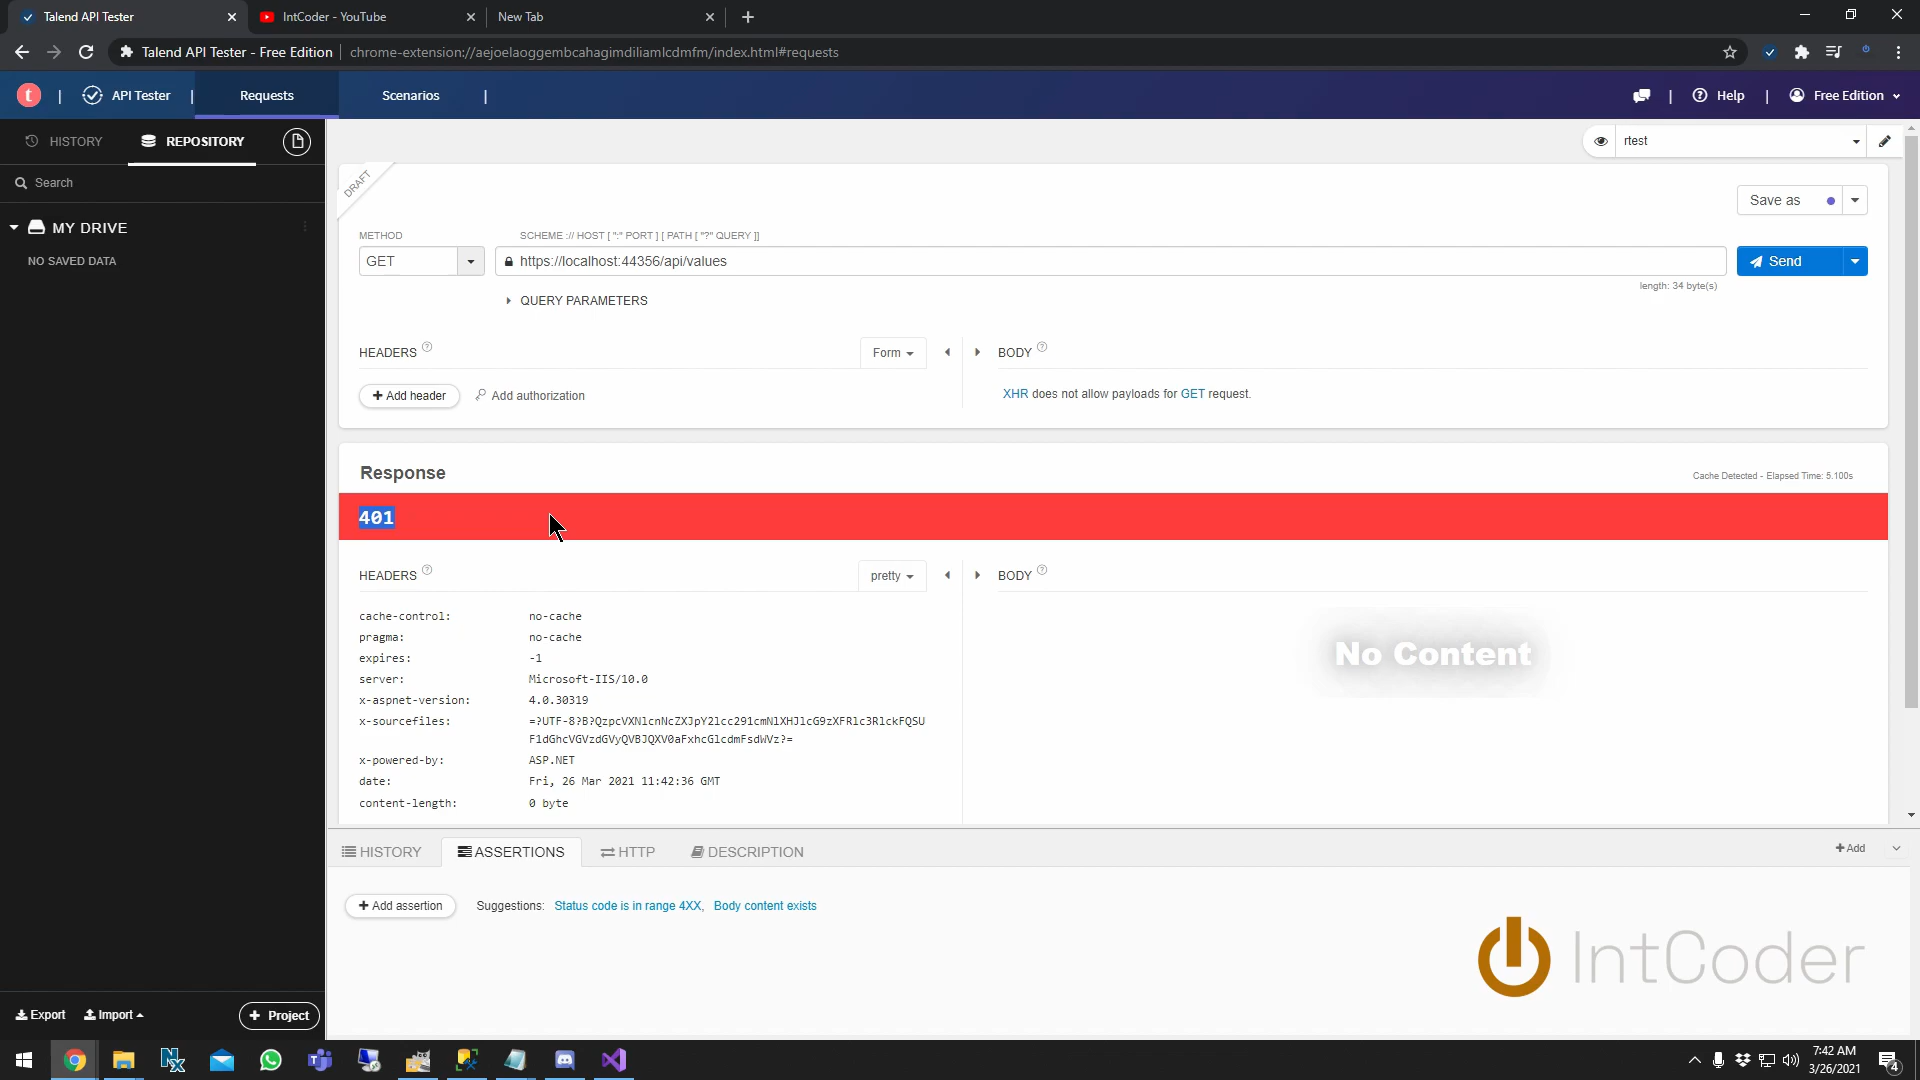 Talend API Tester
IntCoder - YouTube
New Tab
Talend API Tester - Free Edition
chrome-extension://aejoelaoggembcahagimdiliamlcdmfm/index.html#requests
t | API Tester | Requests Scenarios |
| Help | Free Edition
HISTORY REPOSITORY
rtest
Search
DRAFT
Save as
MY DRIVE
NO SAVED DATA
METHOD SCHEME :// HOST [ ":" PORT ] [ PATH [ "?" QUERY ]]
GET https://localhost:44356/api/values Send
length: 34 byte(s)
QUERY PARAMETERS
HEADERS ? Form BODY ?
+ Add header Add authorization
XHR does not allow payloads for GET request.
Response
Cache Detected - Elapsed Time: 5.100s
401
HEADERS ? pretty BODY ?
cache-control: no-cache
pragma: no-cache
expires: -1
server: Microsoft-IIS/10.0
x-aspnet-version: 4.0.30319
x-sourcefiles: =?UTF-8?B?QzpcVXNlcnNcZXJpY2lcc291cmNlXHJlcG9zXFRlc3RlckFQSU
F1dGhcVGVzdGVyQVBJQXV0aFxhcGlcdmFsdWVz?=
x-powered-by: ASP.NET
date: Fri, 26 Mar 2021 11:42:36 GMT
content-length: 0 byte
No Content
HISTORY ASSERTIONS HTTP DESCRIPTION
+ Add
+ Add assertion Suggestions: Status code is in range 4XX, Body content exists
IntCoder
Export Import + Project
7:42 AM
3/26/2021
4